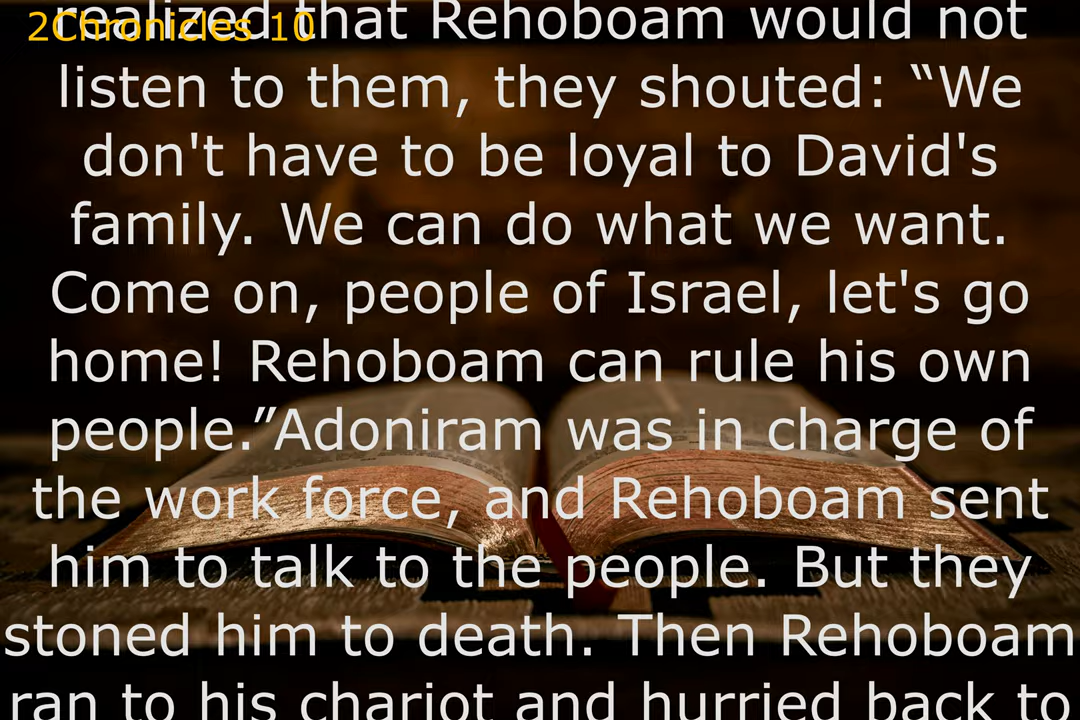 2Chronicles 10
realized that Rehoboam would not
listen to them, they shouted: “We
don't have to be loyal to David's
family. We can do what we want.
Come on, people of Israel, let's go
home! Rehoboam can rule his own
people.”Adoniram was in charge of
the work force, and Rehoboam sent
him to talk to the people. But they
stoned him to death. Then Rehoboam
ran to his chariot and hurried back to